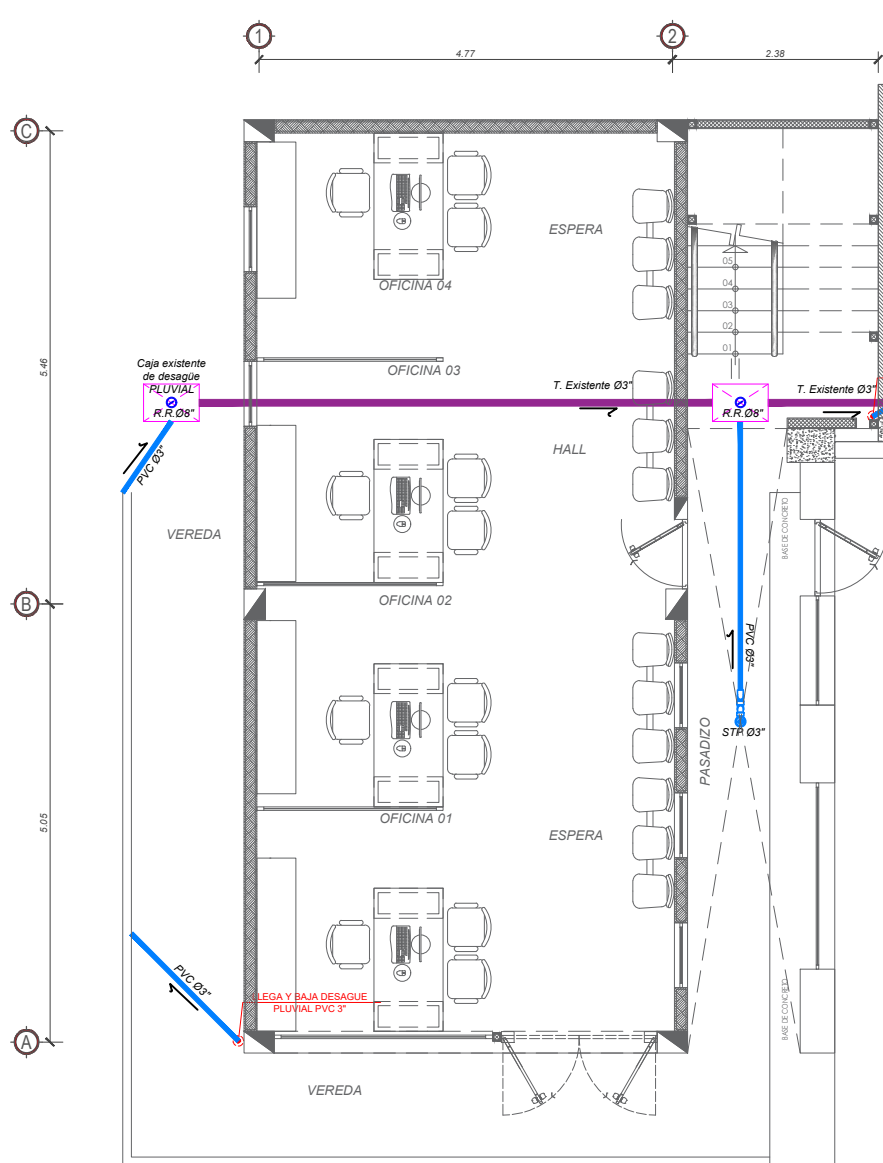 1
2
4.77
2.38
C
ESPERA
05
04
03
02
01
OFICINA 04
5.46
Caja existente
de desagüe
PLUVIAL
OFICINA 03
T. Existente Ø3"
T. Existente Ø3"
R.R.Ø8"
R.R.Ø8"
HALL
PVC Ø3"
VEREDA
BASE DE CONCRETO
B
OFICINA 02
PVC Ø3"
STP. Ø3"
PASADIZO
5.05
OFICINA 01
ESPERA
PVC Ø3"
LLEGA Y BAJA DESAGUE
PLUVIAL PVC 3"
BASE DE CONCRETO
A
VEREDA